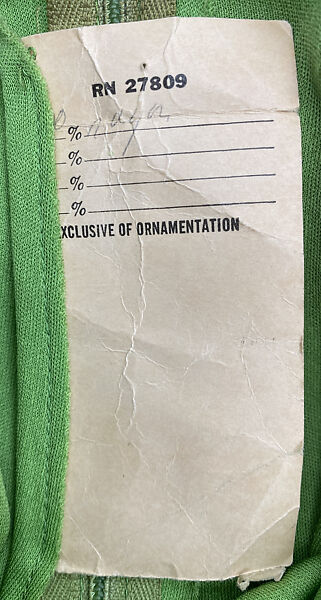 RN 27809
%
%
%
%
EXCLUSIVE OF ORNAMENTATION